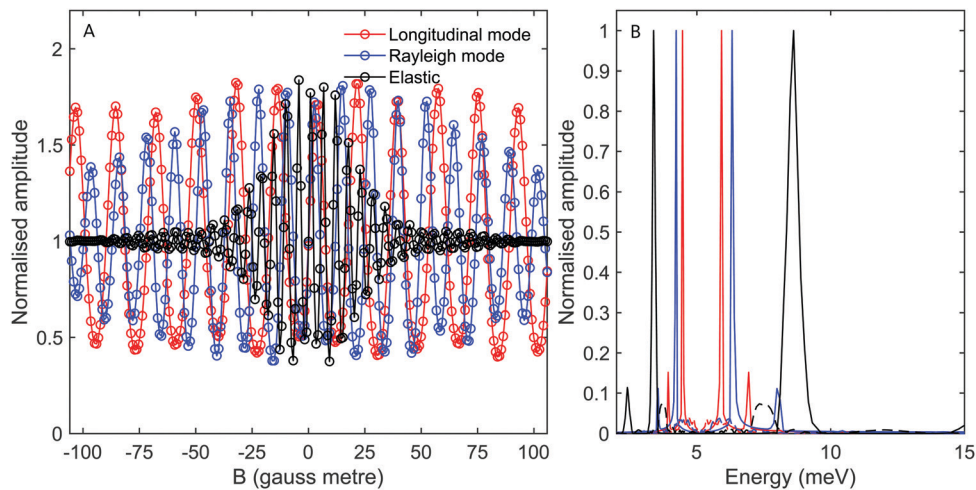 A
Longitudinal mode
Rayleigh mode
Elastic
2
1.5
1
0.5
0
Normalised amplitude
-100 -75 -50 -25 0 25 50 75 100
B (gauss metre)
B
1
0.9
0.8
0.7
0.6
0.5
0.4
0.3
0.2
0.1
0
Normalised amplitude
5 10 15
Energy (meV)